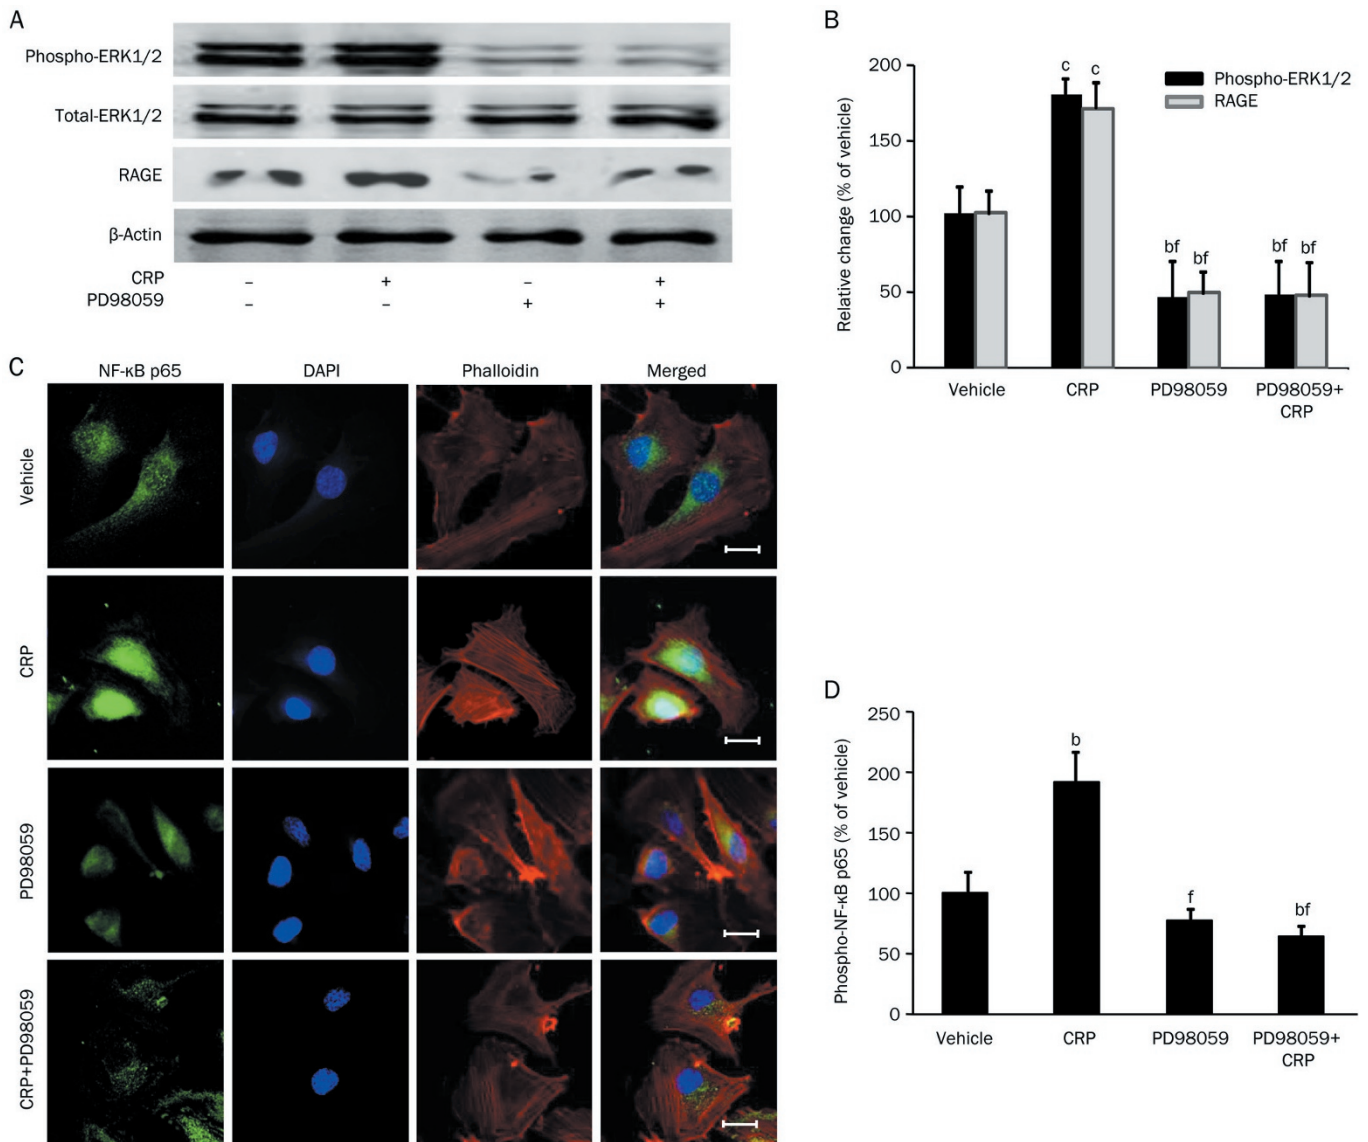 A
Phospho-ERK1/2
Total-ERK1/2
RAGE
β-Actin
CRP – + – +
PD98059 – – + +
B
Relative change (% of vehicle)
200
150
100
50
0
c c
bf bf
bf bf
Phospho-ERK1/2
RAGE
Vehicle CRP PD98059 PD98059+
CRP
C
NF-κB p65 DAPI Phalloidin Merged
Vehicle
CRP
PD98059
CRP+PD98059
D
Phospho-NF-κB p65 (% of vehicle)
250
200
150
100
50
0
b
f
bf
Vehicle CRP PD98059 PD98059+
CRP